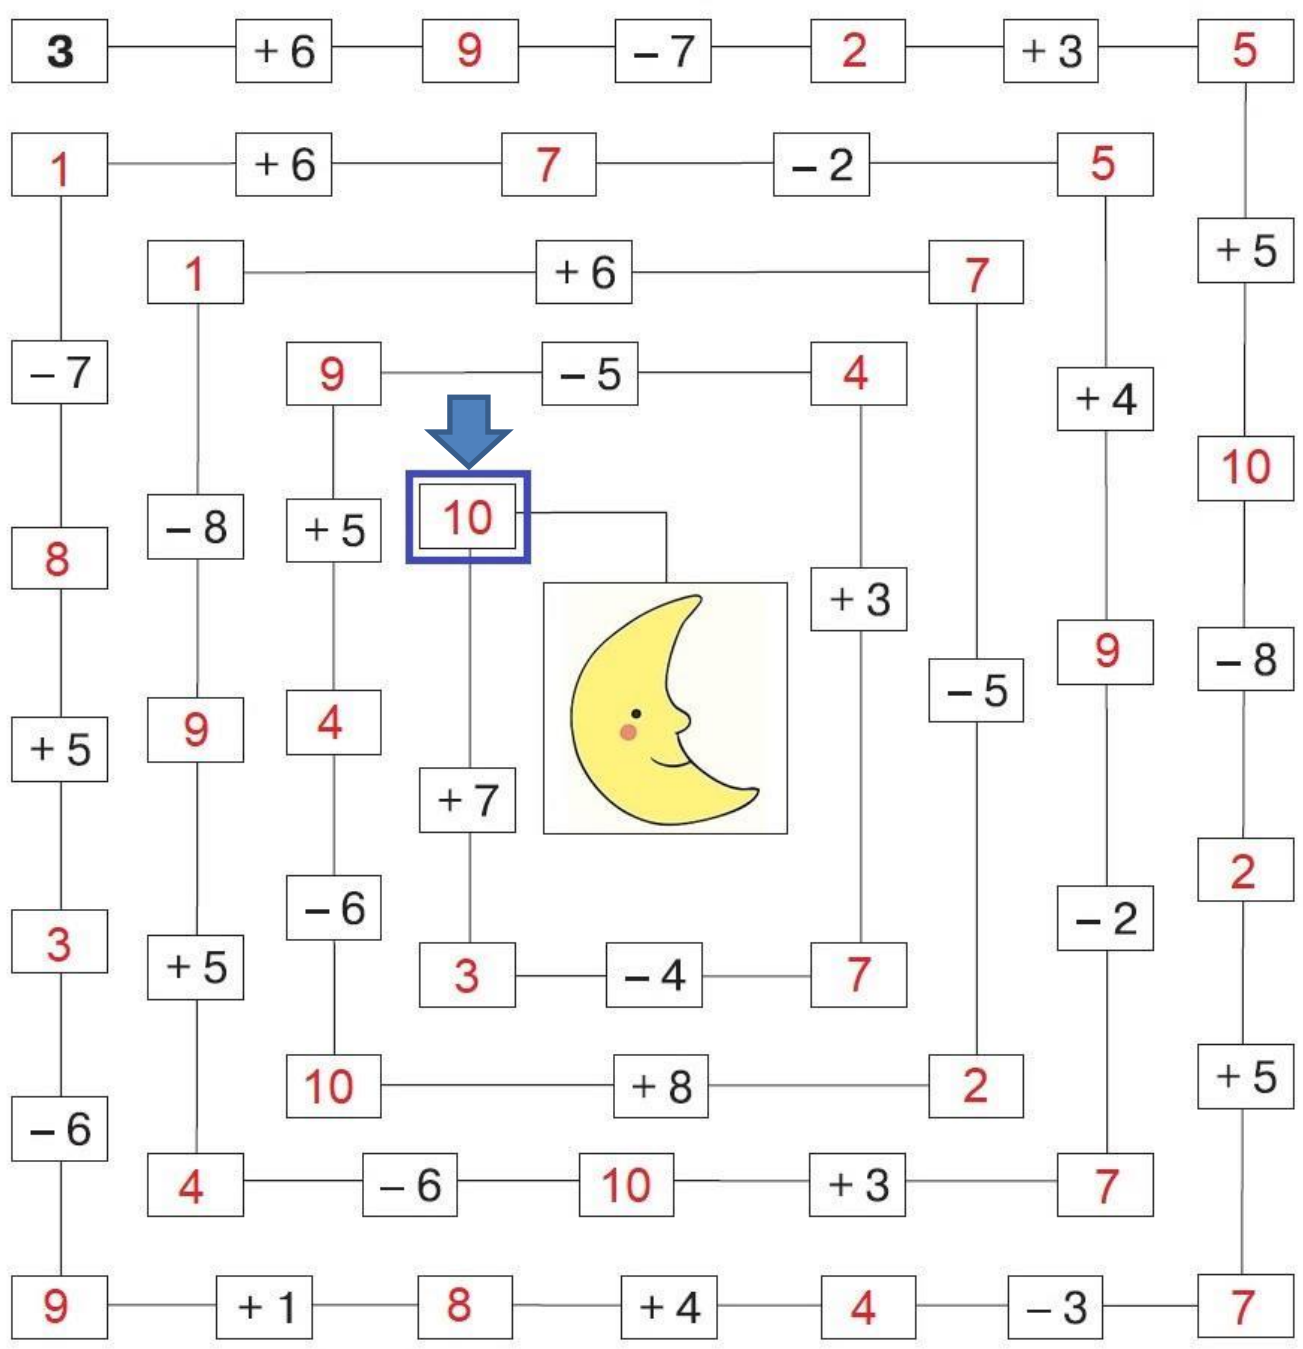 3 + 6 9 – 7 2 + 3 5
1 + 6 7 – 2 5
+ 5
1 + 6 7
– 7 9 – 5 4
+ 4
10
10
– 8 + 5
8
+ 3
9 – 8
– 5
9 4
+ 5
+ 7
2
– 6
– 2
3
+ 5 3 – 4 7
10 + 8 2 + 5
– 6
4 – 6 10 + 3 7
9 + 1 8 + 4 4 – 3 7